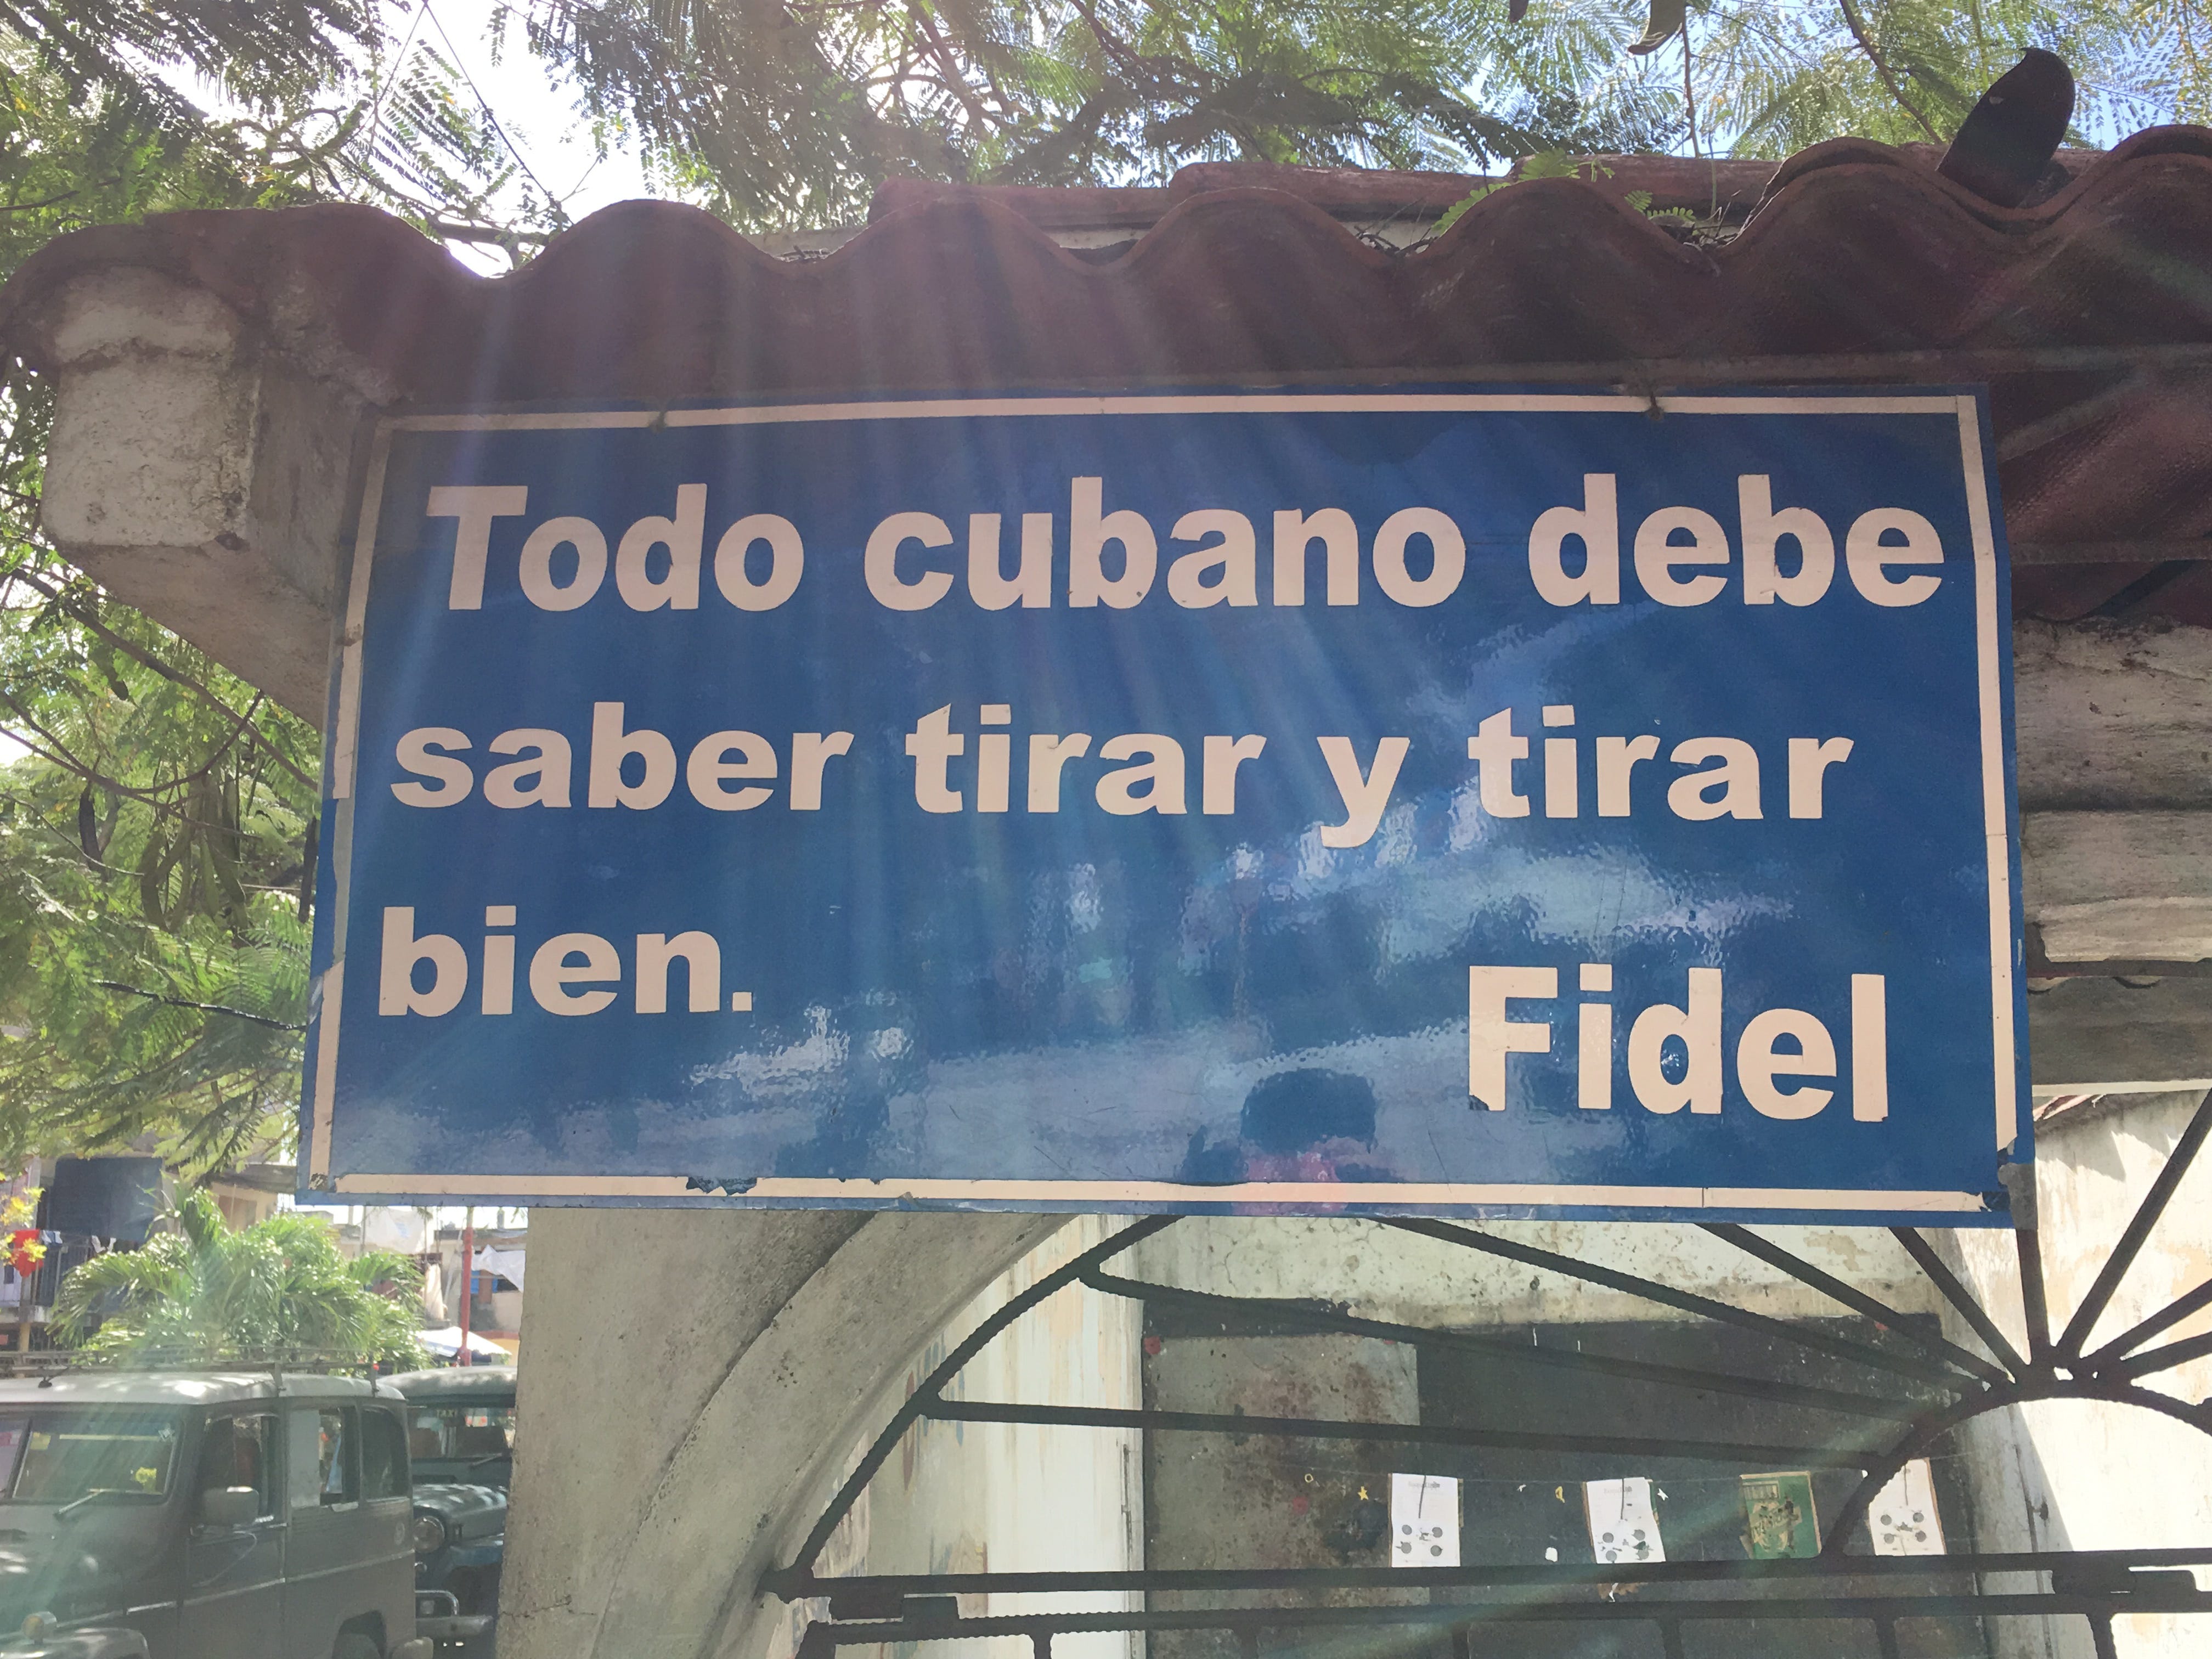 Todo cubano debe
saber tirar y tirar
bien.
Fidel